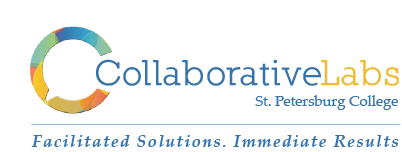 CollaborativeLabs
St. Petersburg College
Facilitated Solutions. Immediate Results